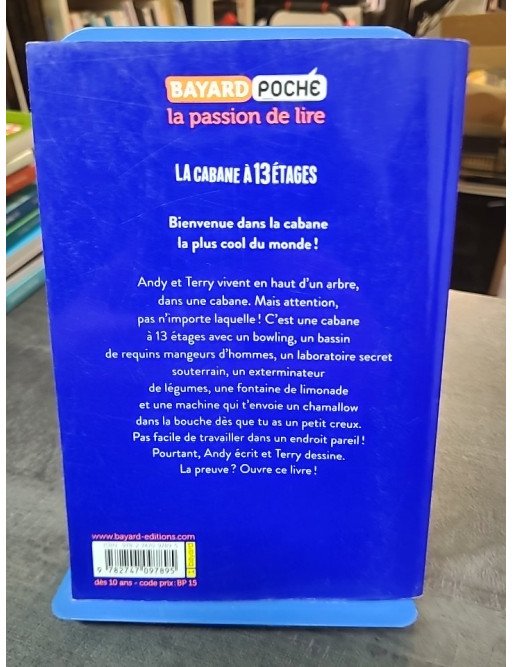 BAYARD POCHÉ
la passion de lire
LA CABANE À 13 ÉTAGES
Bienvenue dans la cabane
la plus cool du monde !
Andy et Terry vivent en haut d'un arbre,
dans une cabane. Mais attention,
pas n'importe laquelle ! C'est une cabane
à 13 étages avec un bowling, un bassin
de requins mangeurs d'hommes, un laboratoire secret
souterrain, un exterminateur
de légumes, une fontaine de limonade
et une machine qui t'envoie un chamallow
dans la bouche dès que tu as un petit creux.
Pas facile de travailler dans un endroit pareil !
Pourtant, Andy écrit et Terry dessine.
La preuve ? Ouvre ce livre !
www.bayard-editions.com
9 782747 097895
bayard
dès 10 ans - code prix : BP 15